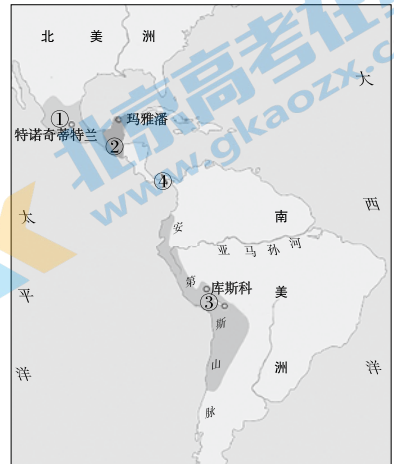 北美洲
大
①
玛雅潘
特诺奇蒂特兰
②
④
西
太
南
安
亚马孙河
平
第
库斯科
美
③
斯
洋
山
洲
洋
脉
北京高考在
www.gkaozx.c